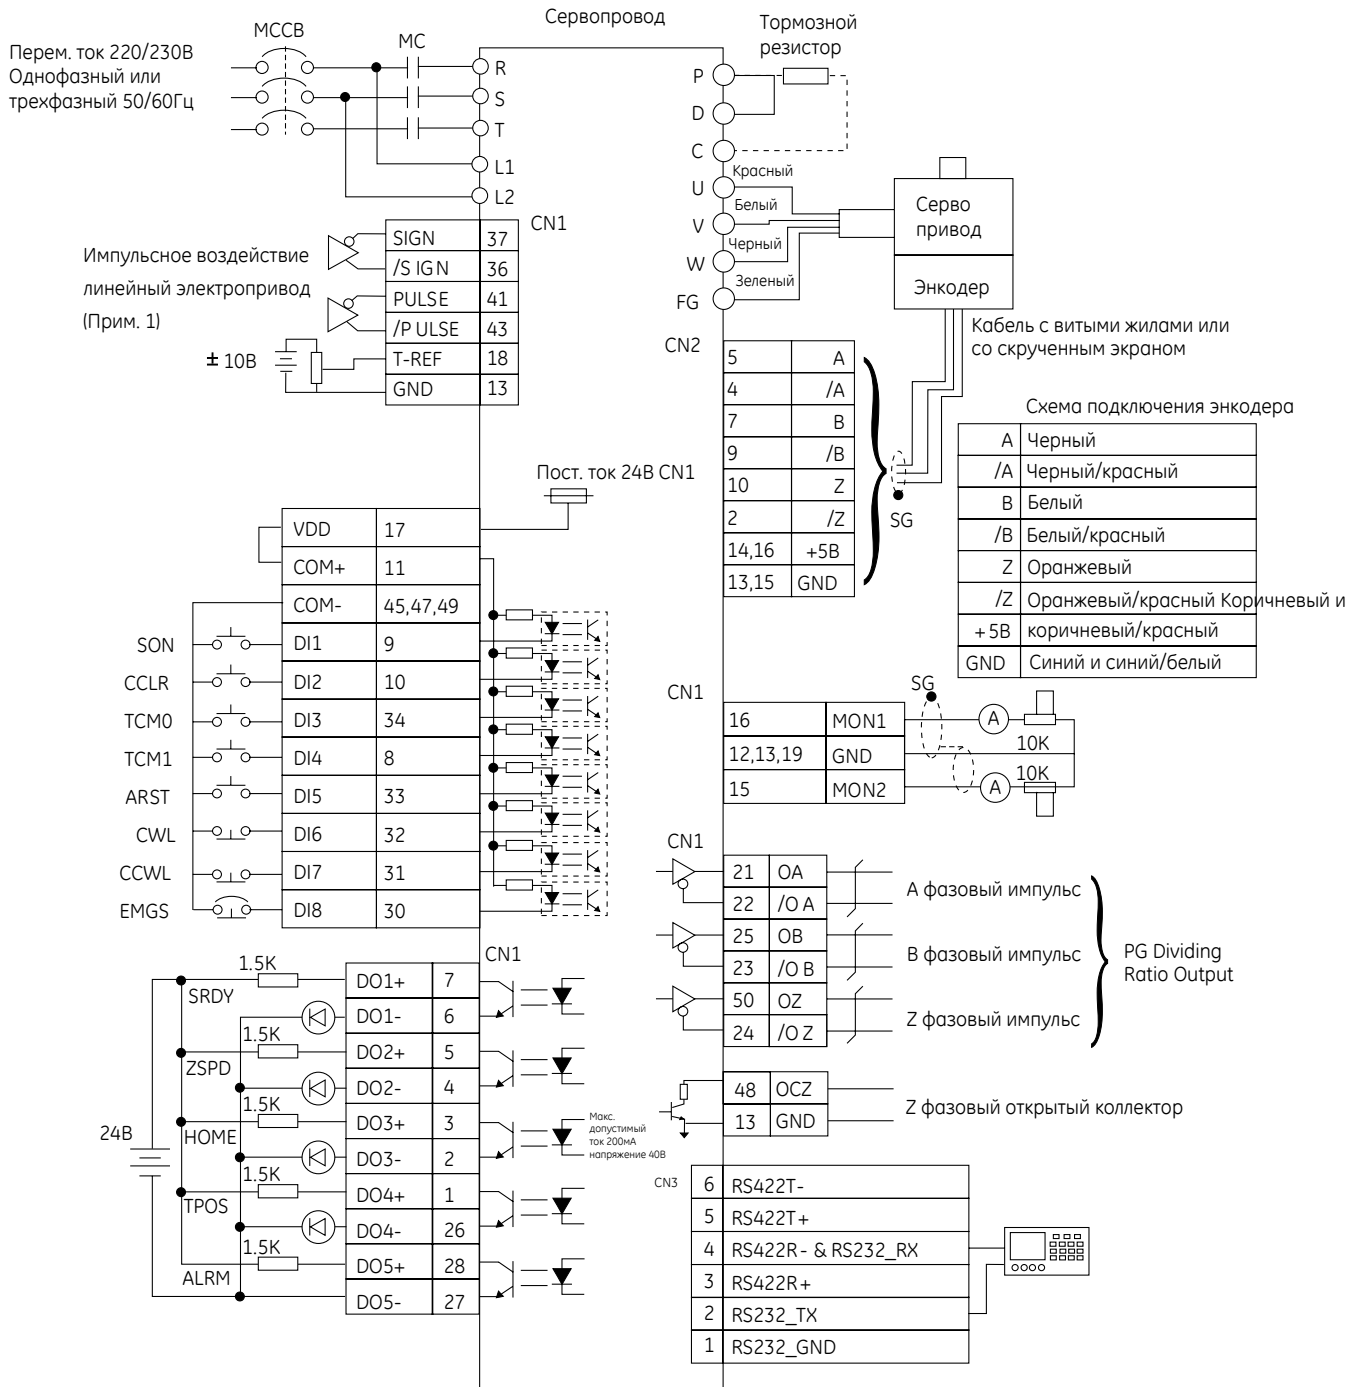 Сервопровод
Перем. ток 220/230В
Однофазный или
трехфазный 50/60Гц
MCCB
MC
R
S
T
L1
L2
Тормозной
резистор
P
D
C
U
V
W
FG
Красный
Белый
Черный
Зеленый
Серво
привод
Энкодер
Кабель с витыми жилами или
со скрученным экраном
CN1
Импульсное воздействие
линейный электропривод
(Прим. 1)
± 10В
SIGN 37
/S IGN 36
PULSE 41
/P ULSE 43
T-REF 18
GND 13
CN2
5 A
4 /A
7 B
9 /B
10 Z
2 /Z
14,16 +5В
13,15 GND
SG
Схема подключения энкодера
A Черный
/A Черный/красный
B Белый
/B Белый/красный
Z Оранжевый
/Z Оранжевый/красный Коричневый и
+5В коричневый/красный
GND Синий и синий/белый
Пост. ток 24В CN1
VDD 17
COM+ 11
COM- 45,47,49
SON DI1 9
CCLR DI2 10
TCM0 DI3 34
TCM1 DI4 8
ARST DI5 33
CWL DI6 32
CCWL DI7 31
EMGS DI8 30
CN1
SG
16 MON1
12,13,19 GND
15 MON2
A
10K
A
10K
CN1
21 OA
22 /O A
25 OB
23 /O B
50 OZ
24 /O Z
A фазовый импульс
B фазовый импульс
Z фазовый импульс
PG Dividing
Ratio Output
48 OCZ
13 GND
Z фазовый открытый коллектор
CN1
24В
1.5K
SRDY
DO1+ 7
DO1- 6
1.5K
ZSPD
DO2+ 5
DO2- 4
1.5K
HOME
DO3+ 3
DO3- 2
1.5K
TPOS
DO4+ 1
DO4- 26
1.5K
ALRM
DO5+ 28
DO5- 27
Макс.
допустимый
ток 200мА
напряжение 40В
CN3
6 RS422T-
5 RS422T+
4 RS422R- & RS232_RX
3 RS422R+
2 RS232_TX
1 RS232_GND